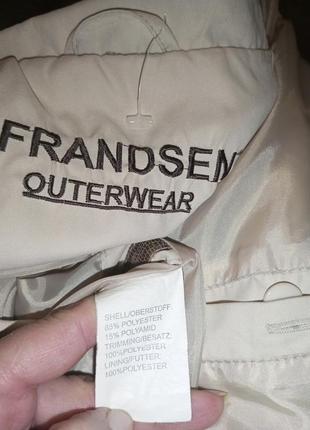 FRANDSEN
OUTERWEAR
SHELL/OBERSTOFF:
85% POLYESTER
15% POLYAMID
TRIMMING/BESATZ:
100%POLYESTER
LINING/FUTTER:
100%POLYESTER